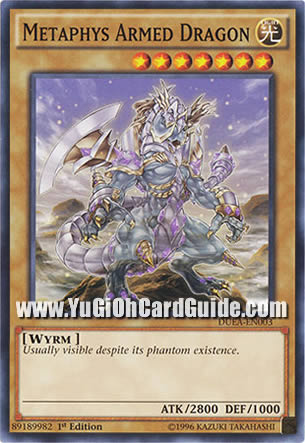 METAPHYS ARMED DRAGON
光
www.YuGiOhCardGuide.com
DUEA-EN003
[WYRM]
Usually visible despite its phantom existence.
ATK/2800 DEF/1000
89189982 1st Edition ©1996 KAZUKI TAKAHASHI